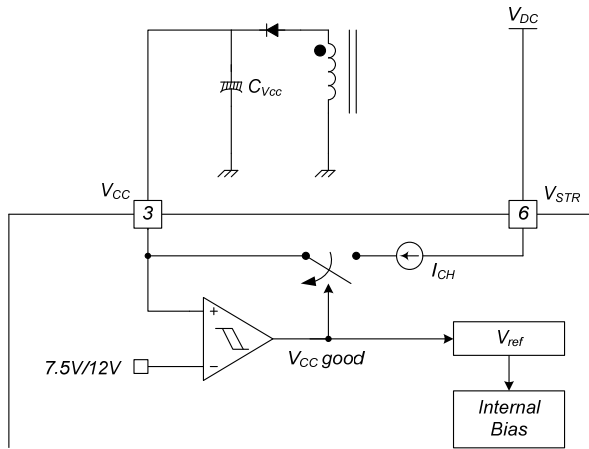 V_DC
C_Vcc
V_CC
3
6
V_STR
I_CH
+
7.5V/12V
−
V_CC good
V_ref
Internal
Bias